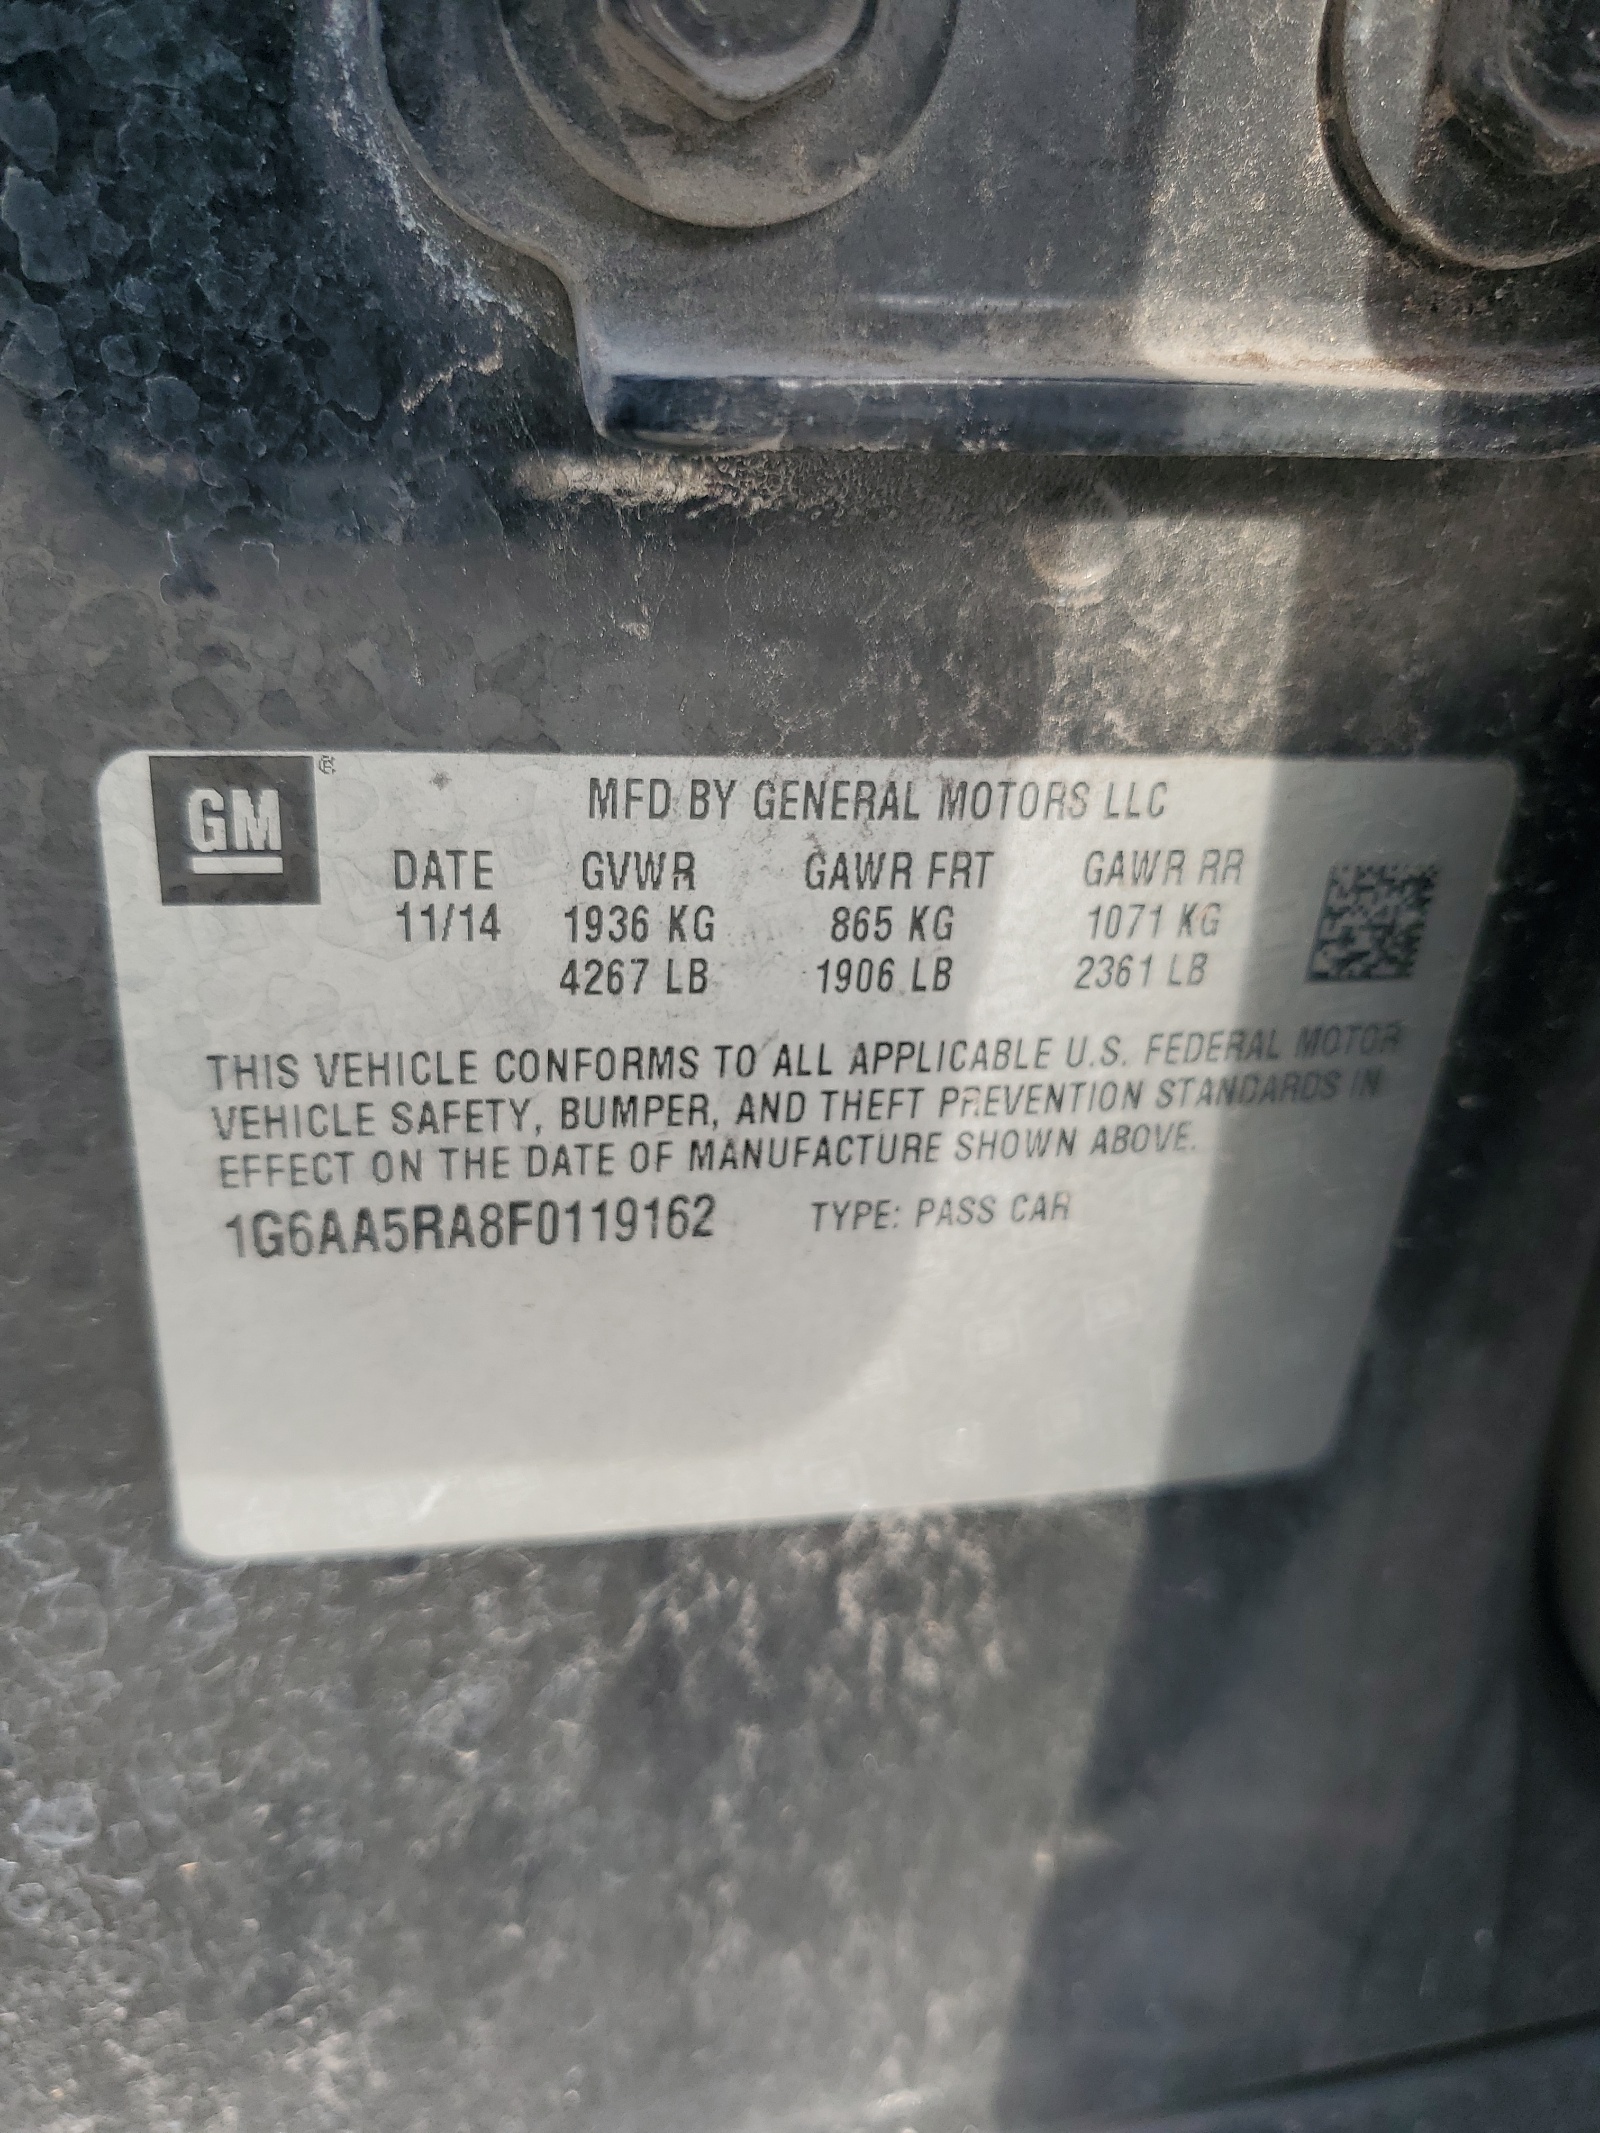 GM ®
MFD BY GENERAL MOTORS LLC
DATE GVWR GAWR FRT GAWR RR
11/14 1936 KG 865 KG 1071 KG
4267 LB 1906 LB 2361 LB
THIS VEHICLE CONFORMS TO ALL APPLICABLE U.S. FEDERAL MOTOR
VEHICLE SAFETY, BUMPER, AND THEFT PREVENTION STANDARDS IN
EFFECT ON THE DATE OF MANUFACTURE SHOWN ABOVE.
1G6AA5RA8F0119162 TYPE: PASS CAR